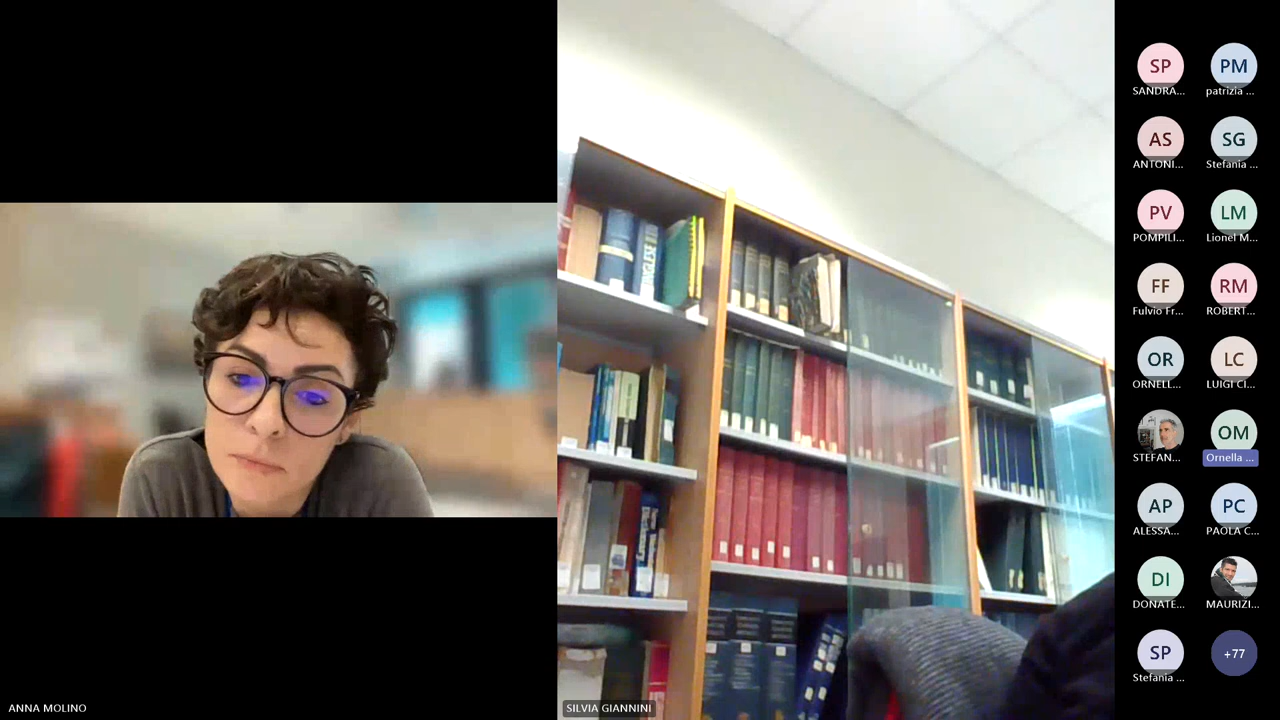 INGLESE
ANNA MOLINO
SILVIA GIANNINI
SP
SANDRA...
PM
patrizia ...
AS
ANTONI...
SG
Stefania ...
PV
POMPILI...
LM
Lionel M...
FF
Fulvio Fr...
RM
ROBERT...
OR
ORNELL...
LC
LUIGI CI...
STEFAN...
OM
Ornella ...
AP
ALESSA...
PC
PAOLA C...
DI
DONATE...
MAURIZI...
SP
Stefania ...
+77